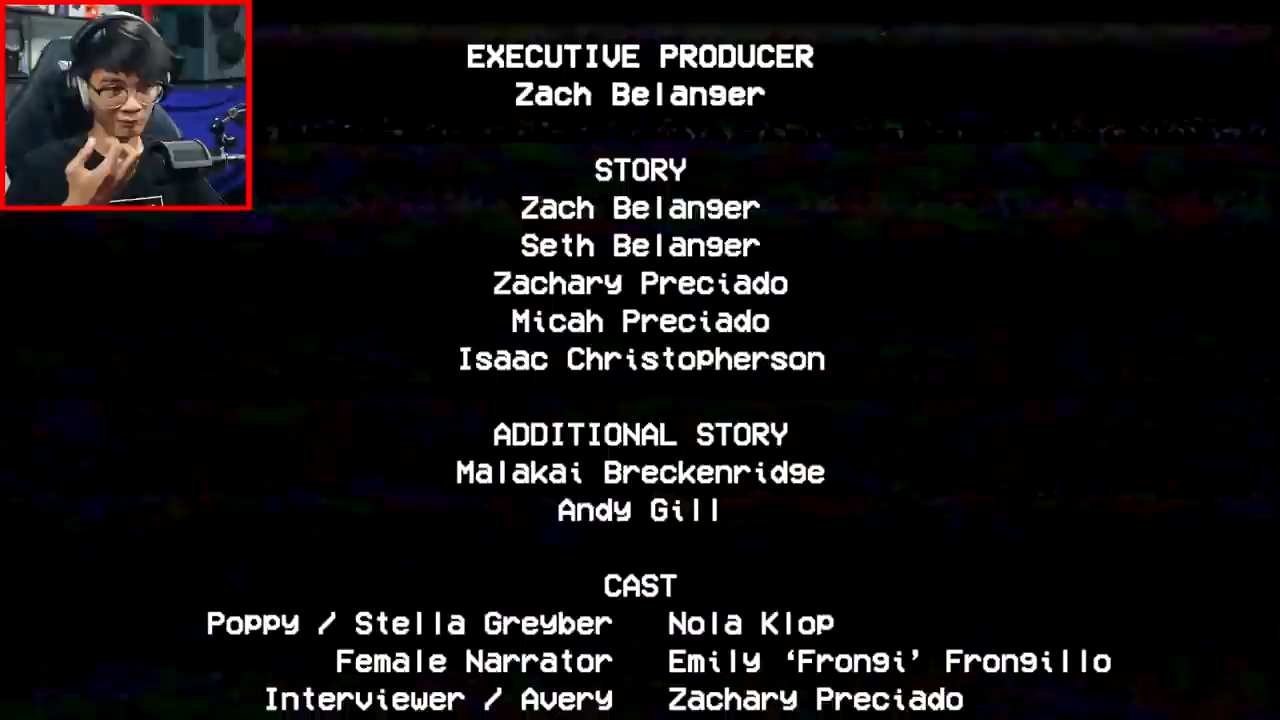 EXECUTIVE PRODUCER
Zach Belanger
STORY
Zach Belanger
Seth Belanger
Zachary Preciado
Micah Preciado
Isaac Christopherson
ADDITIONAL STORY
Malakai Breckenridge
Andy Gill
CAST
Poppy / Stella Greyber Nola Klop
Female Narrator Emily ‘Frongi’ Frongillo
Interviewer / Avery Zachary Preciado